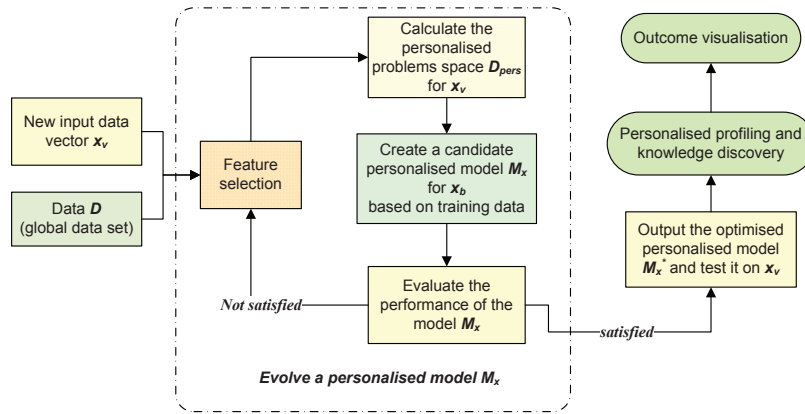 New input data
vector x_v
Data D
(global data set)
Feature
selection
Calculate the
personalised
problems space D_pers
for x_v
Create a candidate
personalised model M_x
for x_b
based on training data
Evaluate the
performance of the
model M_x
Not satisfied
satisfied
Evolve a personalised model M_x
Output the optimised
personalised model
M_x^* and test it on x_v
Personalised profiling and
knowledge discovery
Outcome visualisation